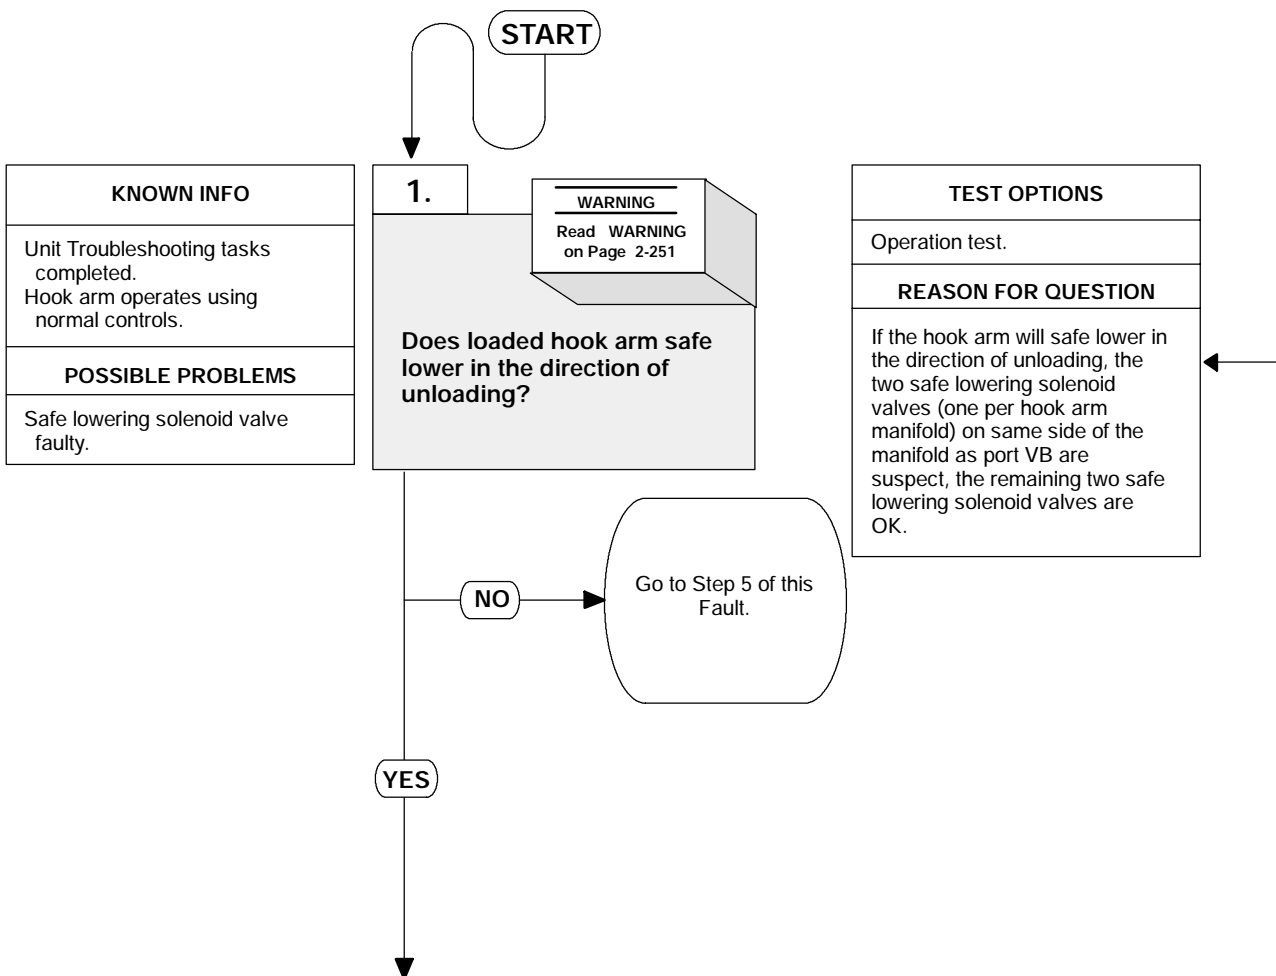 START
KNOWN INFO
Unit Troubleshooting tasks
completed.
Hook arm operates using
normal controls.
POSSIBLE PROBLEMS
Safe lowering solenoid valve
faulty.
1.
WARNING
Read WARNING
on Page 2-251
Does loaded hook arm safe
lower in the direction of
unloading?
TEST OPTIONS
Operation test.
REASON FOR QUESTION
If the hook arm will safe lower in
the direction of unloading, the
two safe lowering solenoid
valves (one per hook arm
manifold) on same side of the
manifold as port VB are
suspect, the remaining two safe
lowering solenoid valves are
OK.
NO
Go to Step 5 of this
Fault.
YES